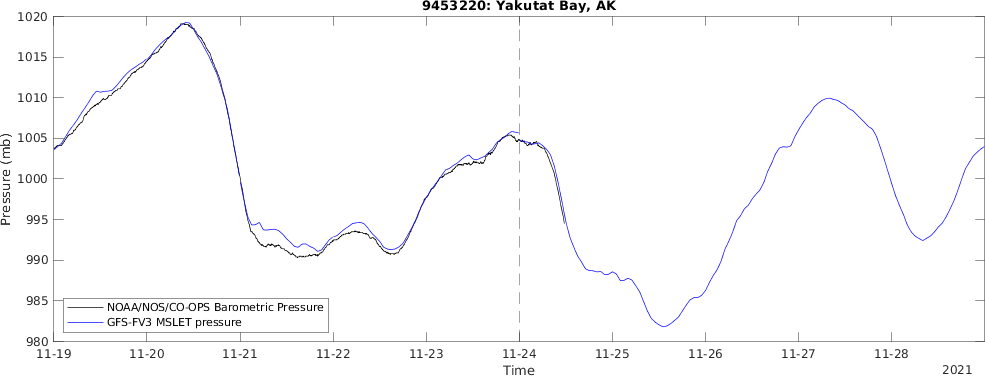 9453220: Yakutat Bay, AK
1020
1015
1010
1005
1000
995
990
985
980
Pressure (mb)
NOAA/NOS/CO-OPS Barometric Pressure
GFS-FV3 MSLET pressure
11-19 11-20 11-21 11-22 11-23 11-24 11-25 11-26 11-27 11-28
Time
2021